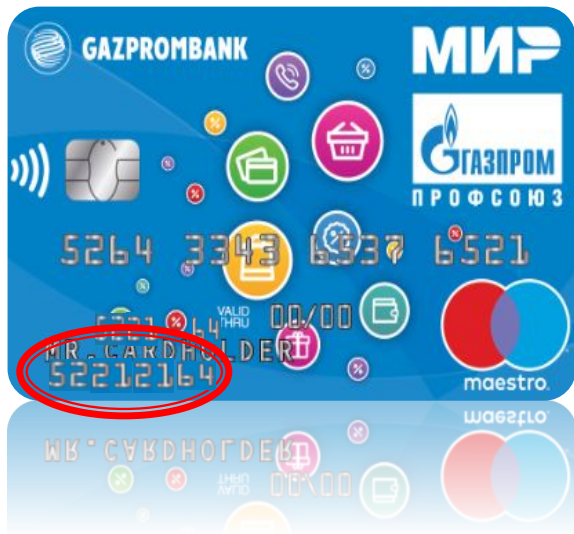 GAZPROMBANK
МИР
ГАЗПРОМ
ПРОФСОЮЗ
5264 3343 6537 6521
VALID THRU 00/00
MR. CARDHOLDER
52212164
maestro.